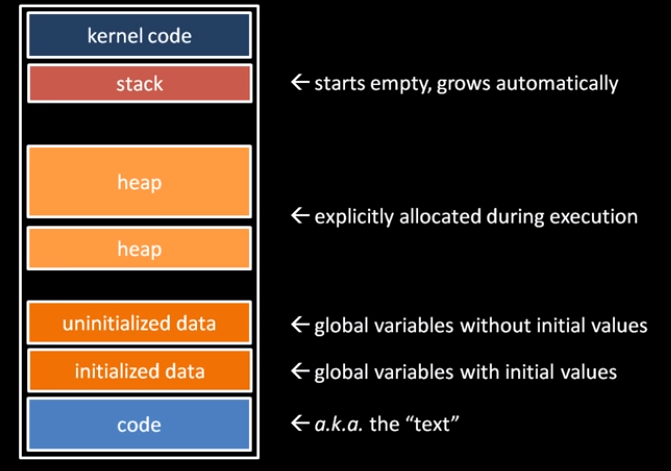 kernel code
stack
← starts empty, grows automatically
heap
← explicitly allocated during execution
heap
uninitialized data
← global variables without initial values
initialized data
← global variables with initial values
code
← a.k.a. the “text”